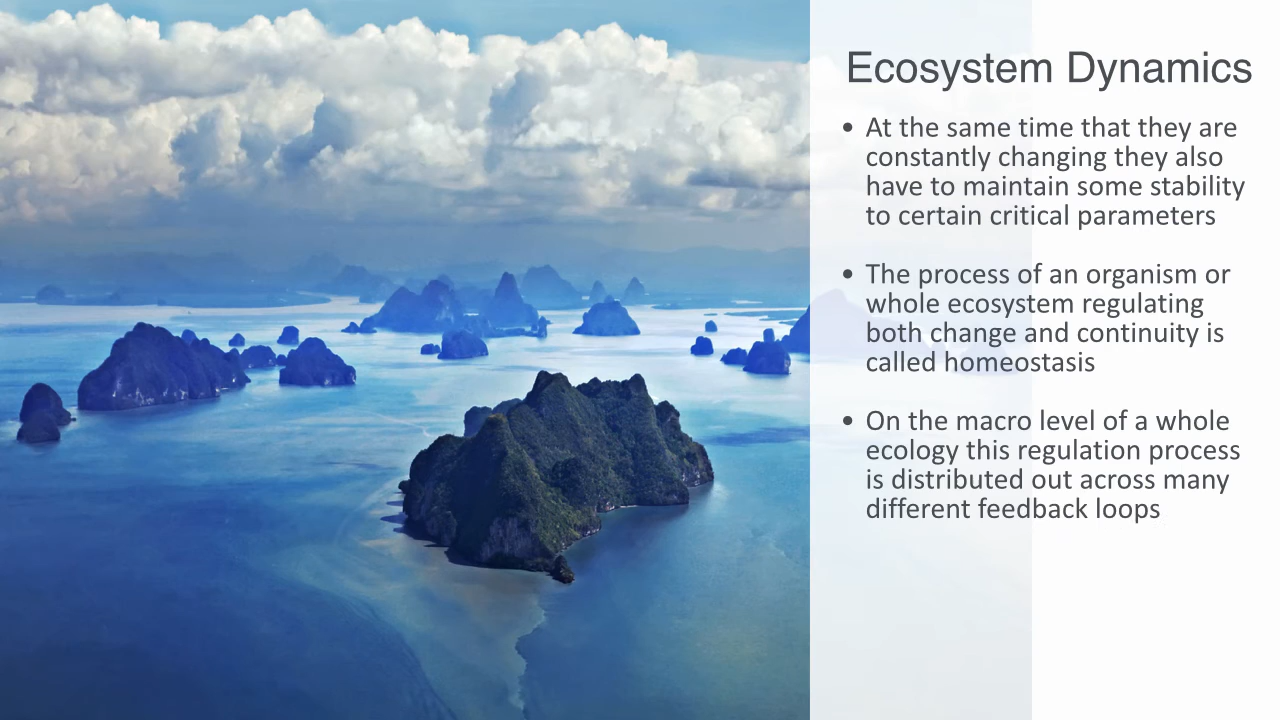 Ecosystem Dynamics
• At the same time that they are
constantly changing they also
have to maintain some stability
to certain critical parameters
• The process of an organism or
whole ecosystem regulating
both change and continuity is
called homeostasis
• On the macro level of a whole
ecology this regulation process
is distributed out across many
different feedback loops